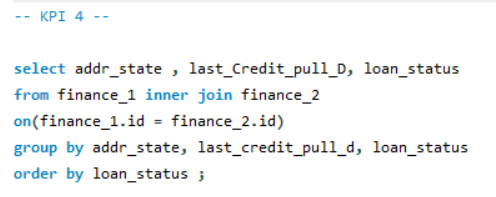 -- KPI 4 --
select addr_state , last_Credit_pull_D, loan_status
from finance_1 inner join finance_2
on(finance_1.id = finance_2.id)
group by addr_state, last_credit_pull_d, loan_status
order by loan_status ;